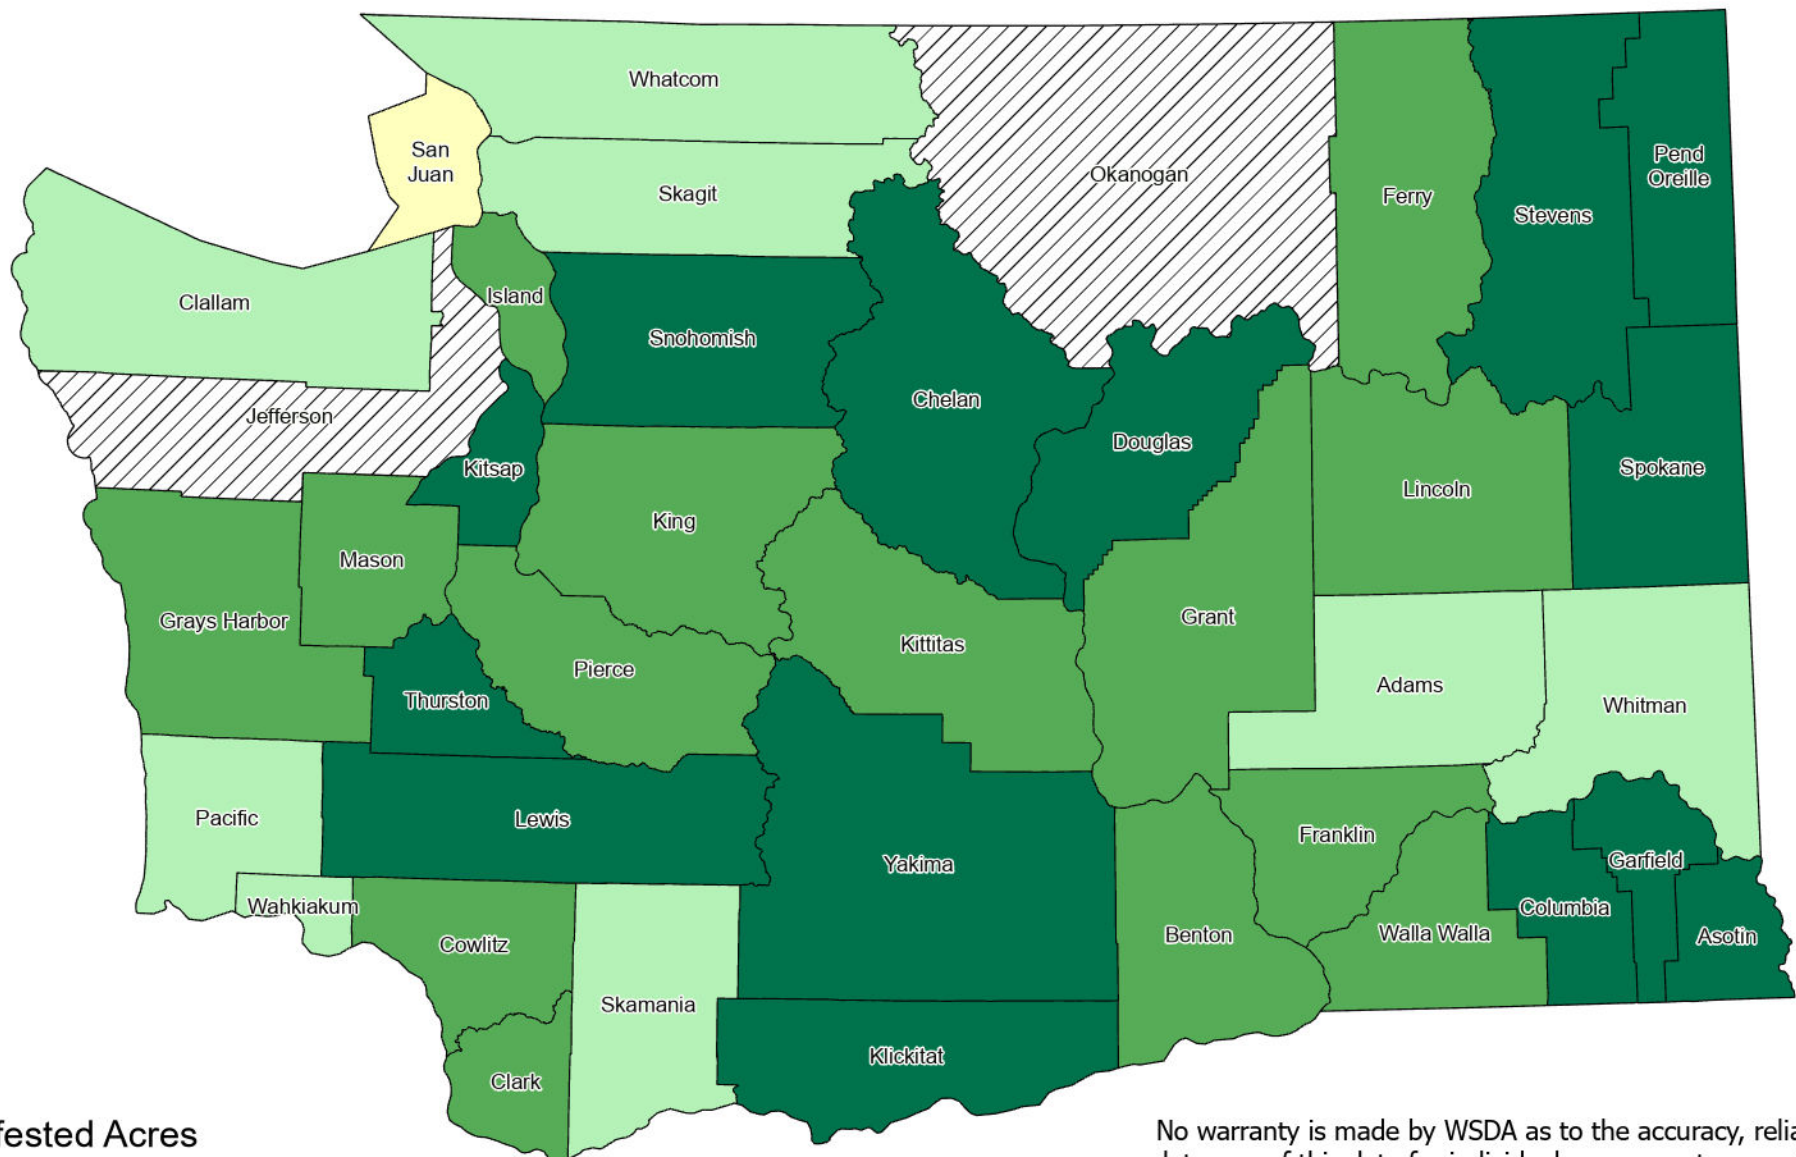 Whatcom
San
Juan
Skagit
Okanogan
Ferry
Stevens
Pend
Oreille
Clallam
Island
Snohomish
Jefferson
Chelan
Douglas
Kitsap
Lincoln
Spokane
King
Mason
Grays Harbor
Grant
Kittitas
Pierce
Thurston
Adams
Whitman
Pacific
Lewis
Yakima
Franklin
Garfield
Wahkiakum
Columbia
Walla Walla
Benton
Asotin
Cowlitz
Skamania
Klickitat
Clark
fested Acres
No warranty is made by WSDA as to the accuracy, relia